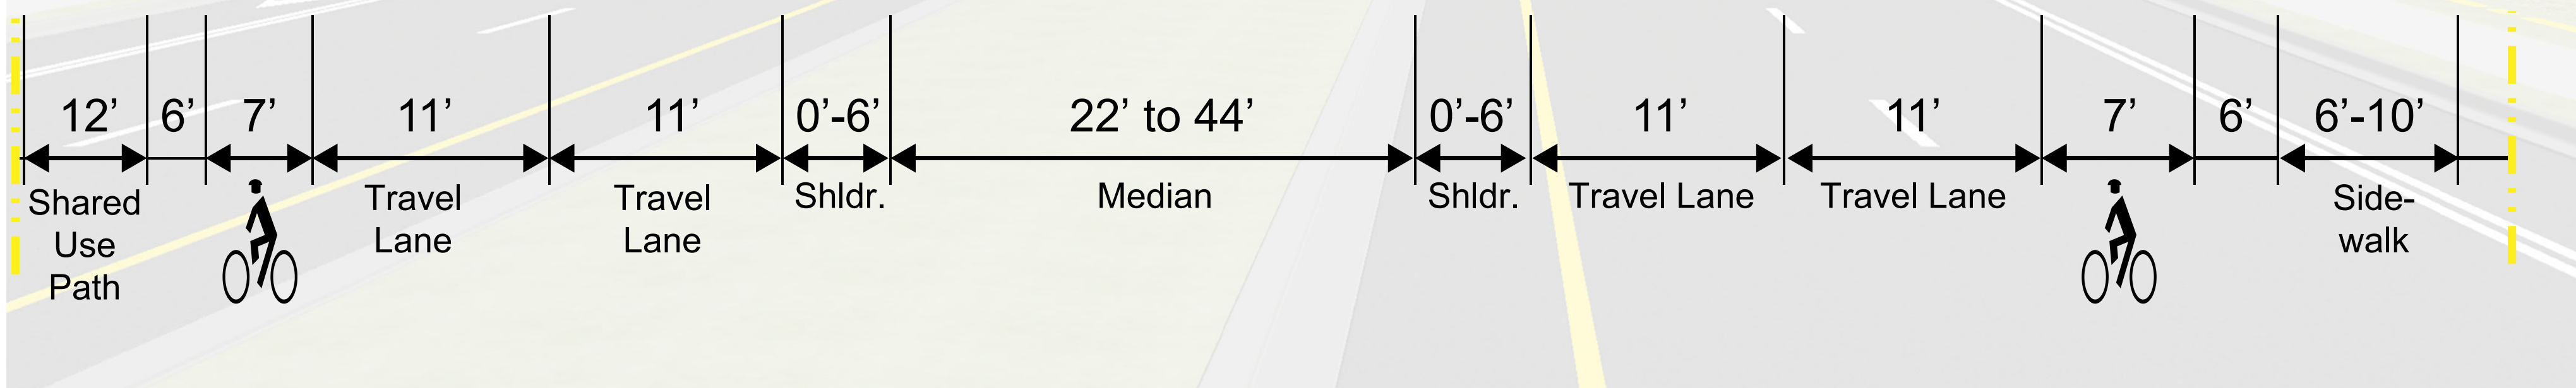 12’ 6’ 7’ 11’ 11’ 0’-6’ 22’ to 44’ 0’-6’ 11’ 11’ 7’ 6’ 6’-10’
Shared Travel Travel Shldr. Median Shldr. Travel Lane Travel Lane Side-
Use Lane Lane walk
Path